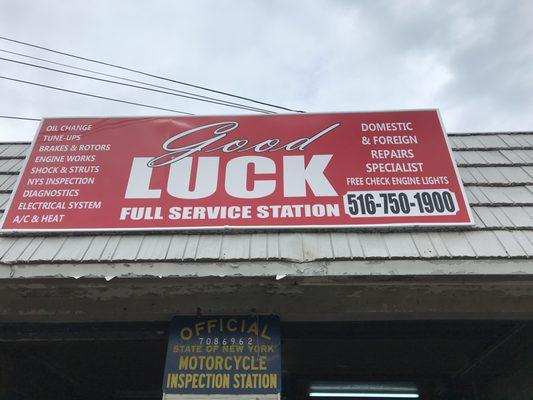 OIL CHANGE
TUNE-UPS
BRAKES & ROTORS
ENGINE WORKS
SHOCK & STRUTS
NYS INSPECTION
DIAGNOSTICS
ELECTRICAL SYSTEM
A/C & HEAT
Good
LUCK
FULL SERVICE STATION
DOMESTIC
& FOREIGN
REPAIRS
SPECIALIST
FREE CHECK ENGINE LIGHTS
516-750-1900
OFFICIAL
7086962
STATE OF NEW YORK
MOTORCYCLE
INSPECTION STATION